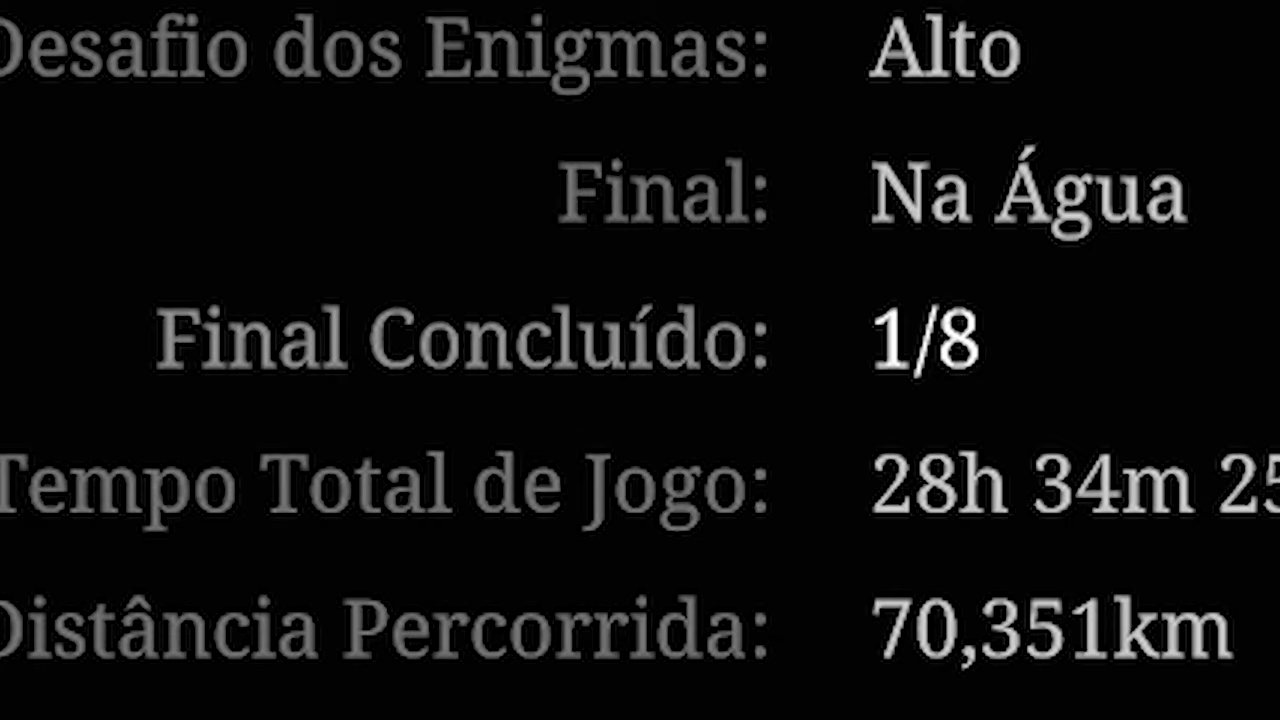 Desafio dos Enigmas: Alto
Final: Na Água
Final Concluído: 1/8
Tempo Total de Jogo: 28h 34m 25
Distância Percorrida: 70,351km